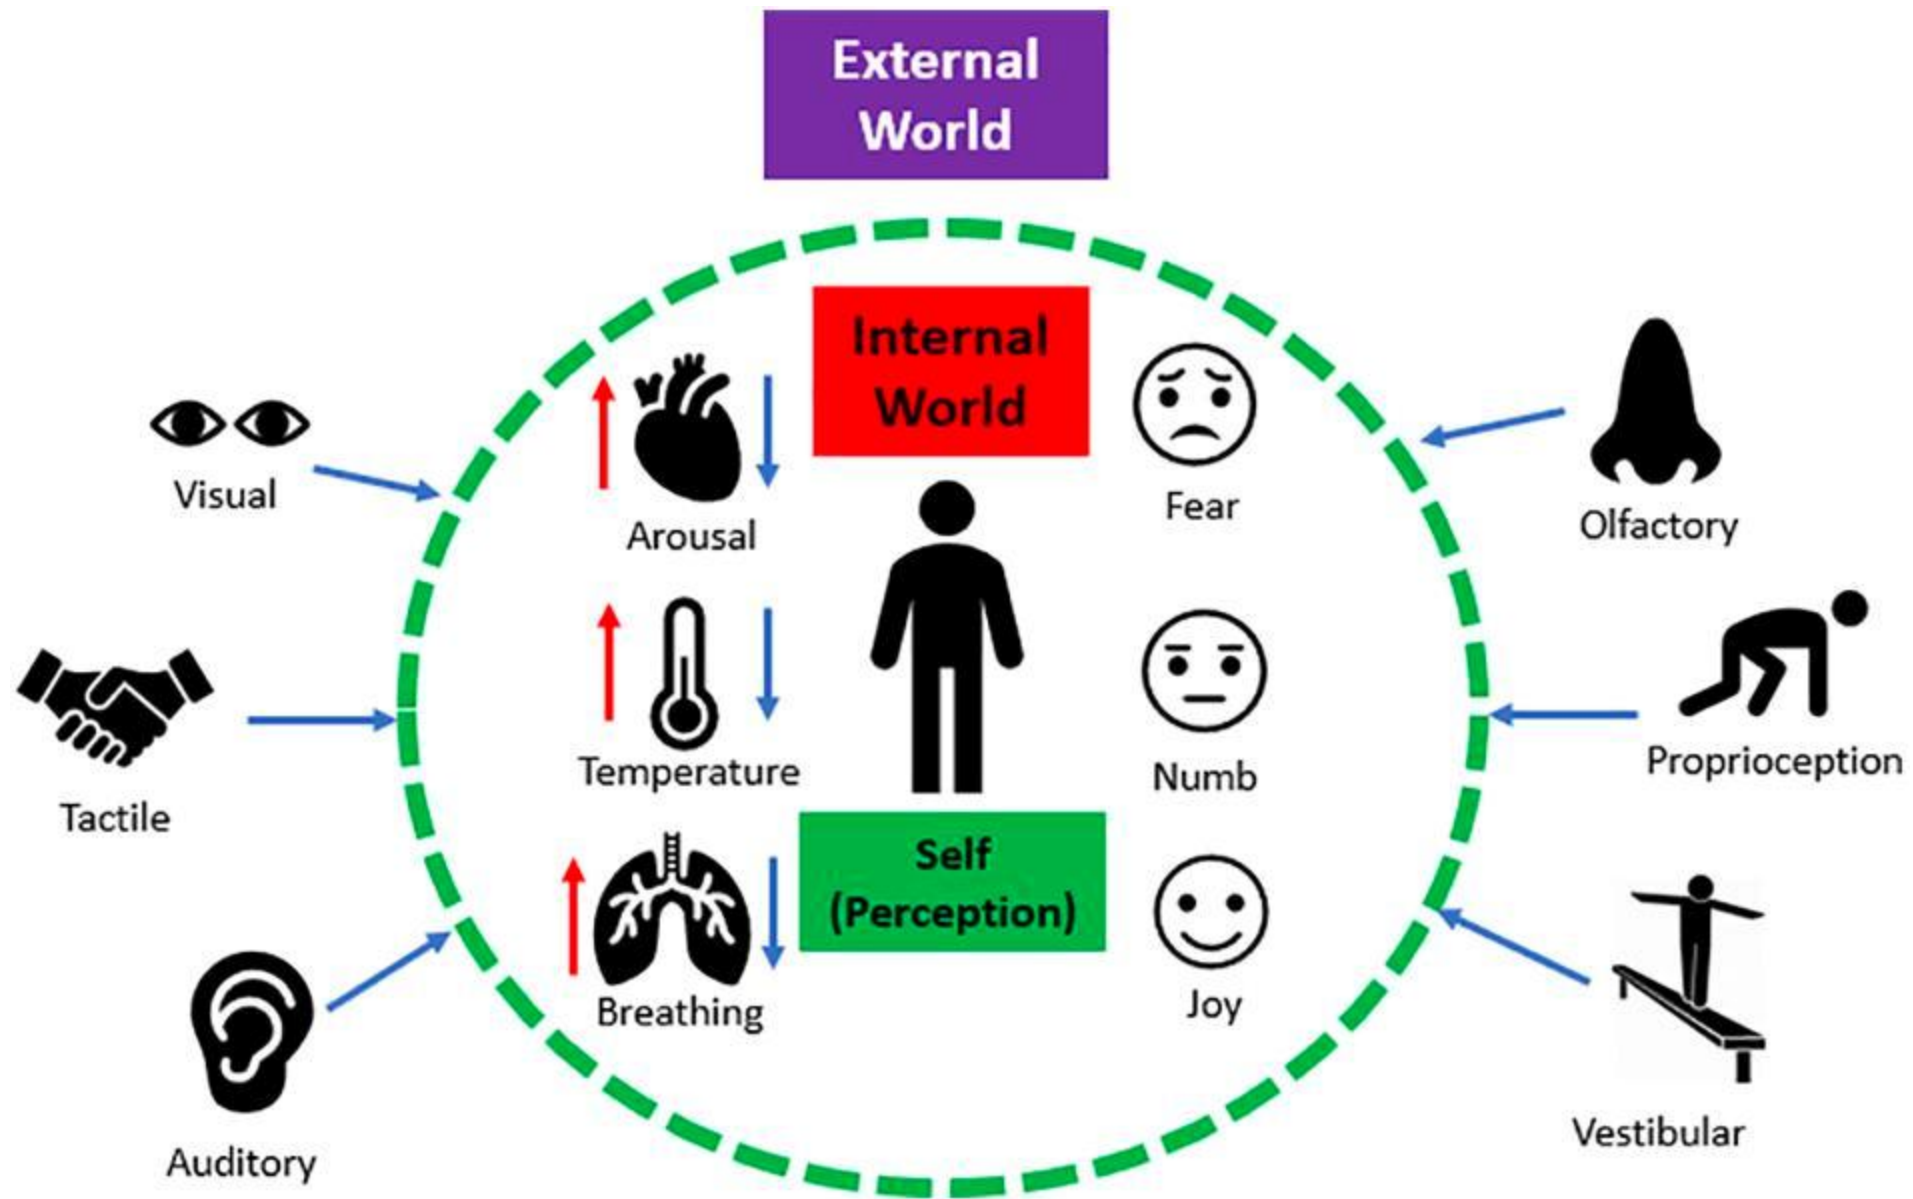 External
World
Internal
World
Visual
Arousal
Fear
Olfactory
Tactile
Temperature
Numb
Proprioception
Self
(Perception)
Auditory
Breathing
Joy
Vestibular